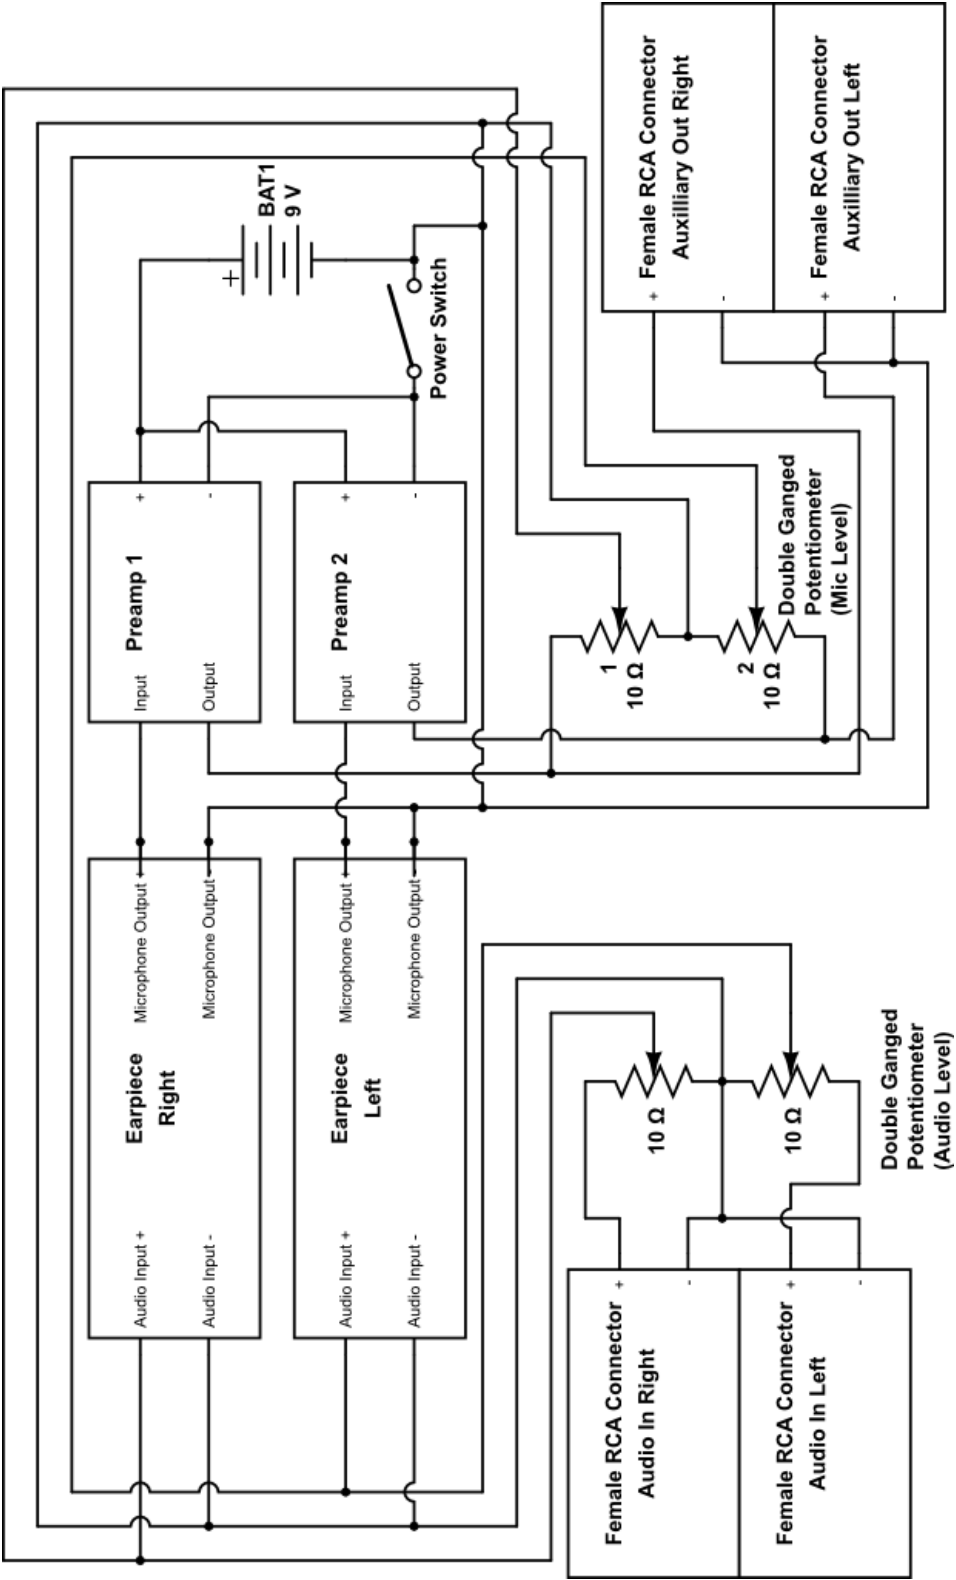 Female RCA Connector
Auxilliary Out Right
+
-
Female RCA Connector
Auxilliary Out Left
+
-
BAT1
9 V
+
Power Switch
Preamp 1
+
-
Input
Output
Preamp 2
+
-
Input
Output
1
10 Ω
2
10 Ω
Double Ganged
Potentiometer
(Mic Level)
Earpiece
Right
Microphone Output +
Microphone Output -
Audio Input +
Audio Input -
Earpiece
Left
Microphone Output +
Microphone Output -
Audio Input +
Audio Input -
10 Ω
10 Ω
Double Ganged
Potentiometer
(Audio Level)
Female RCA Connector
Audio In Right
+
-
Female RCA Connector
Audio In Left
+
-